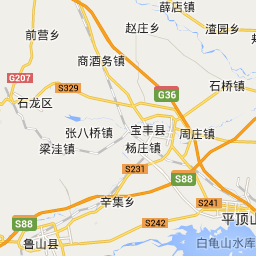 薛店镇
赵庄乡
渣园乡
前营乡
商酒务镇
G207
石桥镇
S329
G36
石龙区
张八桥镇
宝丰县
周庄镇
梁洼镇
杨庄镇
S231
S88
辛集乡
S241
S88
S242
S241
平顶山
鲁山县
白龟山水库